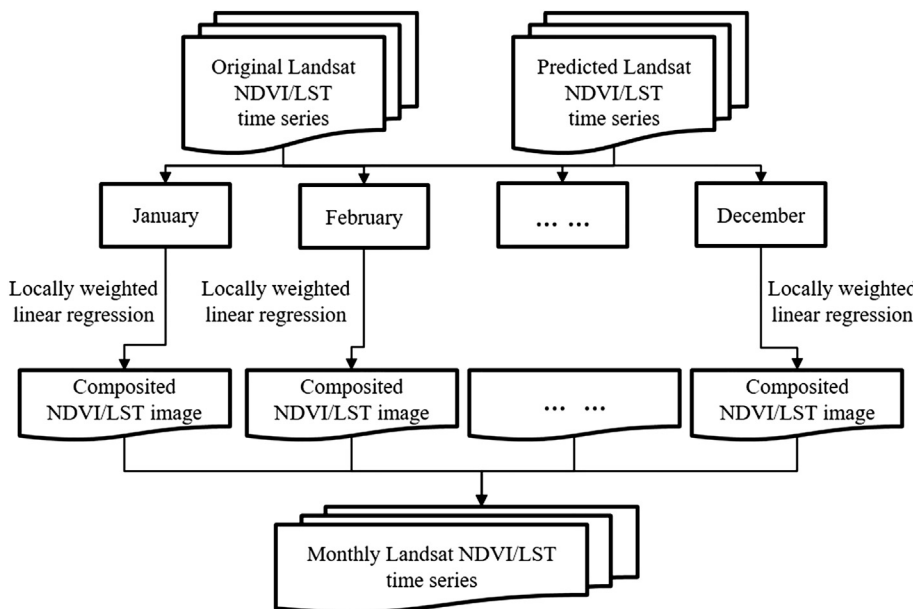 Original Landsat
NDVI/LST
time series
Predicted Landsat
NDVI/LST
time series
January
February
... ...
December
Locally weighted
linear regression
Locally weighted
linear regression
Locally weighted
linear regression
Composited
NDVI/LST image
Composited
NDVI/LST image
... ...
Composited
NDVI/LST image
Monthly Landsat NDVI/LST
time series